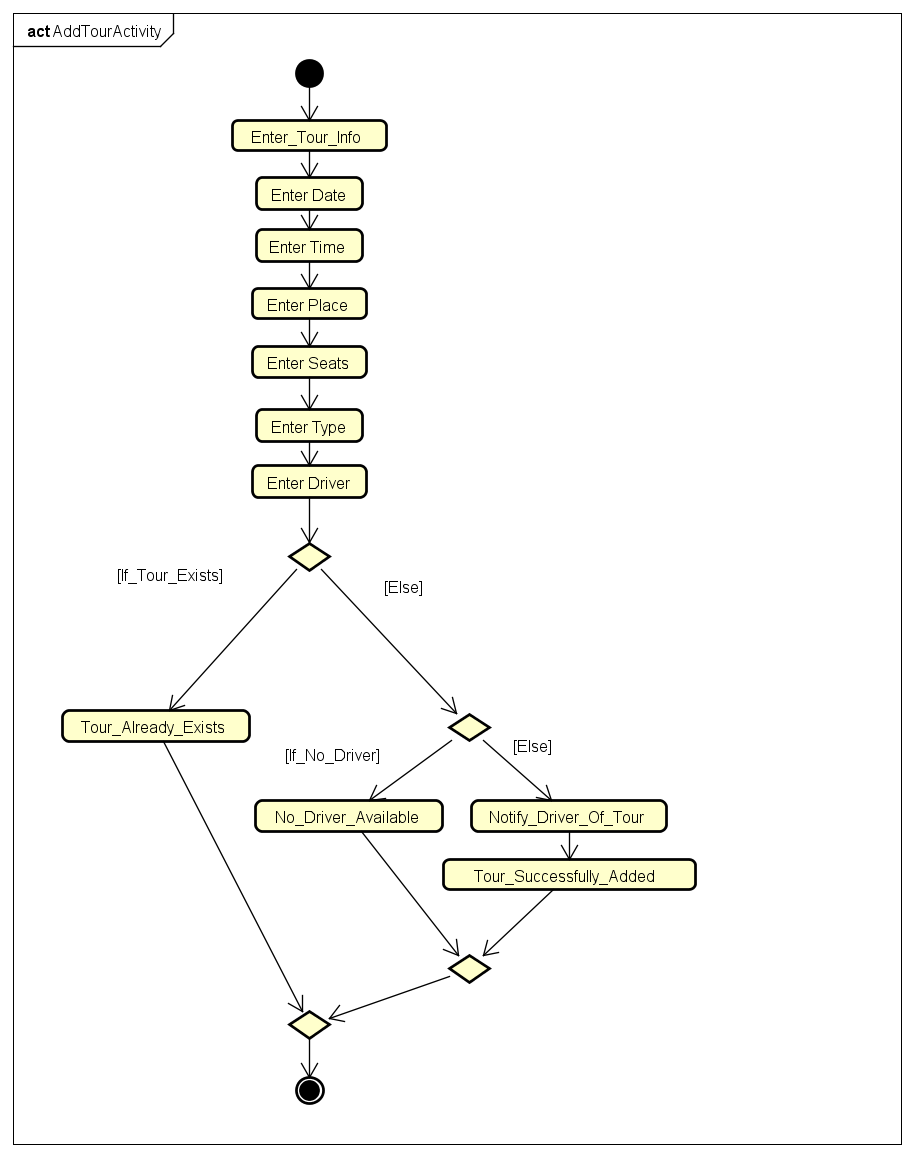 act AddTourActivity
Enter_Tour_Info
Enter Date
Enter Time
Enter Place
Enter Seats
Enter Type
Enter Driver
[If_Tour_Exists]
[Else]
Tour_Already_Exists
[If_No_Driver]
[Else]
No_Driver_Available
Notify_Driver_Of_Tour
Tour_Successfully_Added